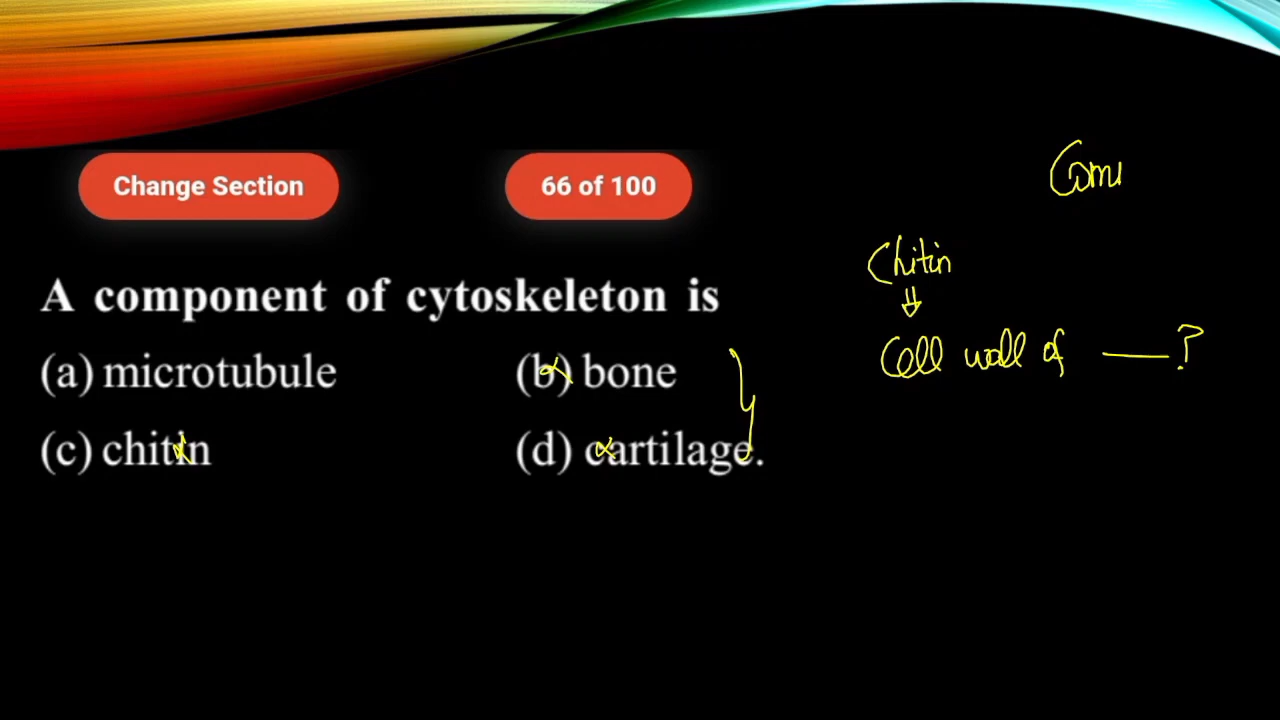 Change Section 66 of 100
A component of cytoskeleton is
(a) microtubule (b) bone
(c) chitin (d) cartilage.
Chitin
Cell wall of — ?